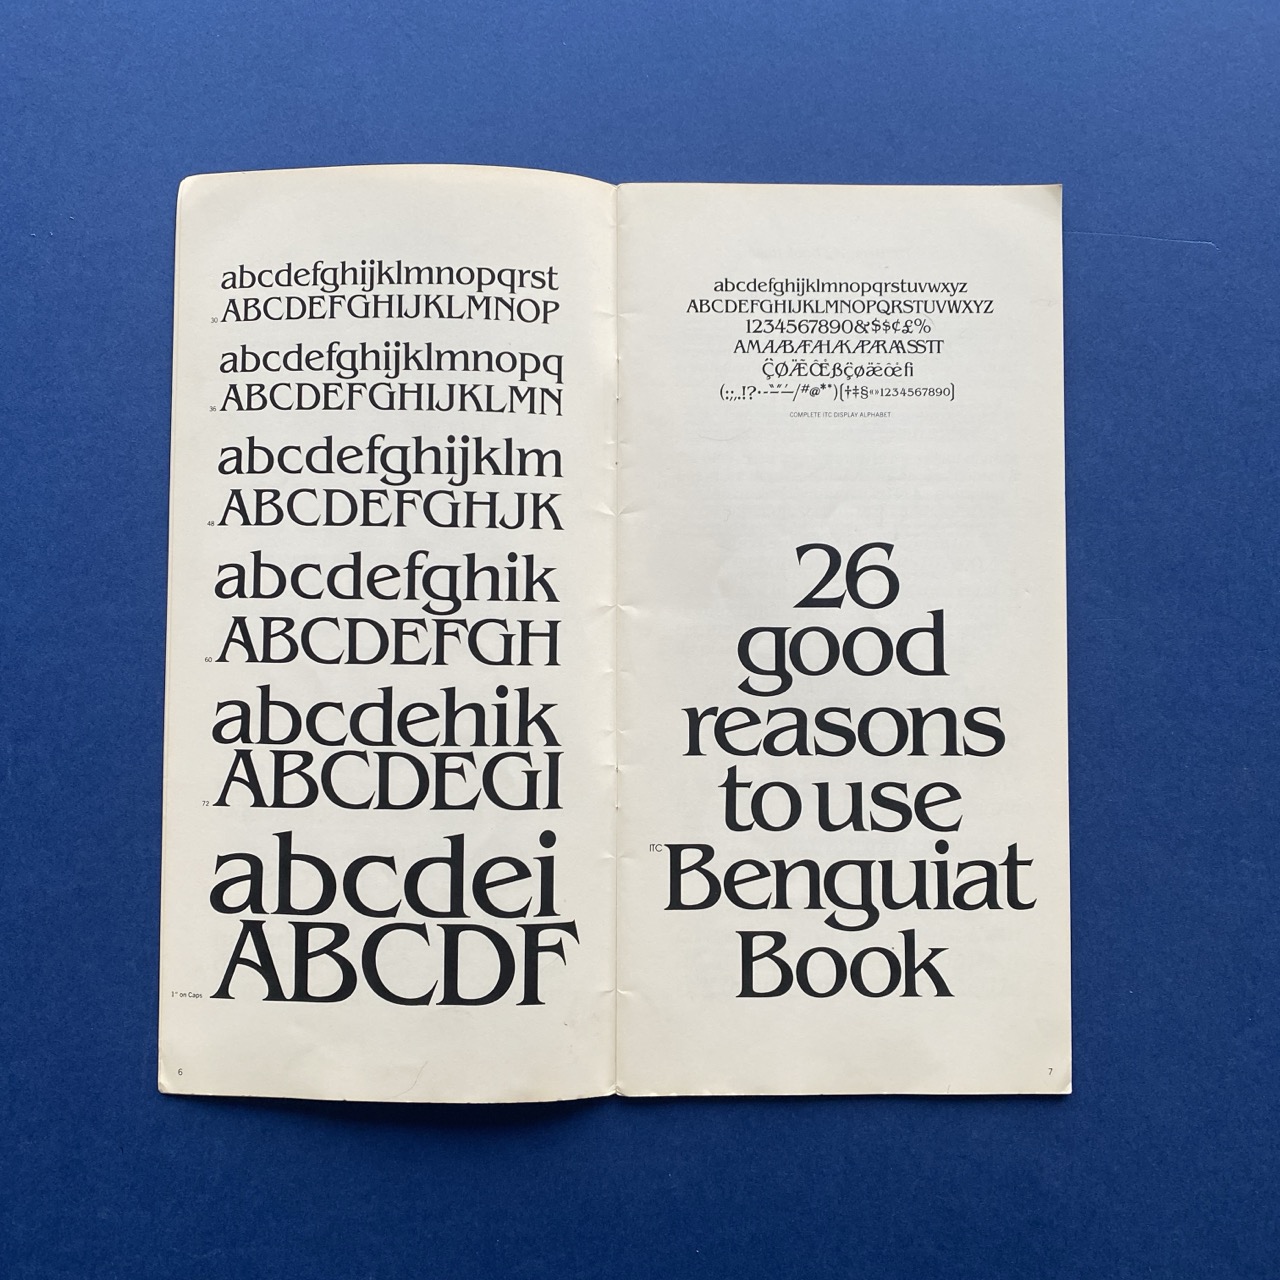 abcdefghijklmnopqrst
30 ABCDEFGHIJKLMNOP
abcdefghijklmnopq
36 ABCDEFGHIJKLMN
abcdefghijklm
48 ABCDEFGHJK
abcdefghik
60 ABCDEFGH
abcdehik
72 ABCDEGI
abcdei
1" on Caps ABCDF
6
abcdefghijklmnopqrstuvwxyz
ABCDEFGHIJKLMNOPQRSTUVWXYZ
1234567890&$$¢£%
COMPLETE ITC DISPLAY ALPHABET
26
good
reasons
to use
ITC Benguiat
Book
7